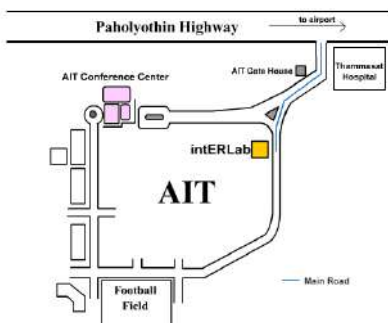 to airport
Paholyothin Highway
AIT Conference Center
AIT Gate House
Thammasat
Hospital
intERLab
AIT
Main Road
Football
Field